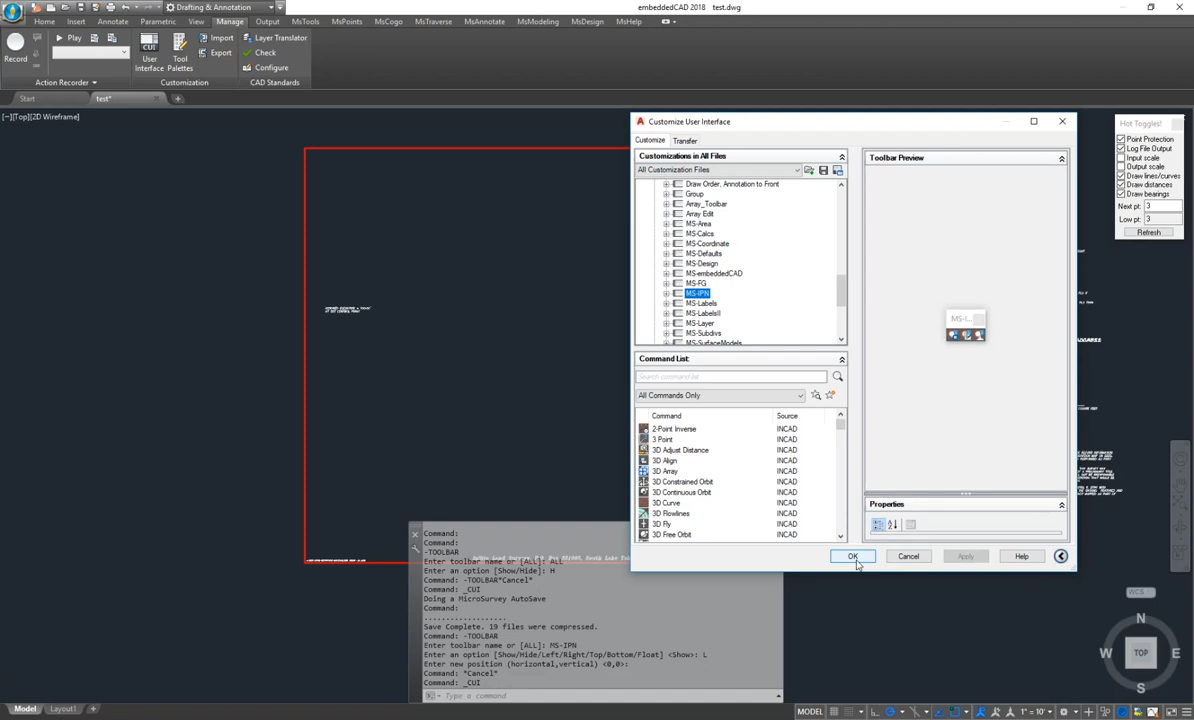 Drafting & Annotation
embeddedCAD 2018 test.dwg
Home Insert Annotate Parametric View Manage Output MsTools MsPoints MsCogo MsTraverse MsAnnotate MsModeling MsDesign MsHelp
Record
Play
CUI
User
Interface
Tool
Palettes
Import
Export
Layer Translator
Check
Configure
Action Recorder
Customization
CAD Standards
Start
test*
[−][Top][2D Wireframe]
Customize User Interface
Customize Transfer
Customizations in All Files
All Customization Files
Draw Order, Annotation to Front
Group
Array_Toolbar
Array Edit
MS-Area
MS-Calcs
MS-Coordinate
MS-Defaults
MS-Design
MS-embeddedCAD
MS-FG
MS-IPN
MS-Labels
MS-LabelsII
MS-Layer
MS-Subdivs
MS-SurfaceModels
Command List:
Search command list
All Commands Only
Command Source
2-Point Inverse INCAD
3 Point INCAD
3D Adjust Distance INCAD
3D Align INCAD
3D Array INCAD
3D Constrained Orbit INCAD
3D Continuous Orbit INCAD
3D Curve INCAD
3D Flowlines INCAD
3D Fly INCAD
3D Free Orbit INCAD
Toolbar Preview
MS-I...
Properties
OK Cancel Apply Help
Hot Toggles!
Point Protection
Log File Output
Input scale
Output scale
Draw lines/curves
Draw distances
Draw bearings
Next pt: 3
Low pt: 3
Refresh
Command:
Command:
-TOOLBAR
Enter toolbar name or [ALL]: ALL
Enter an option [Show/Hide]: H
Command: -TOOLBAR*Cancel*
Command: _CUI
Doing a MicroSurvey AutoSave
Command:
...................
Save Complete. 19 files were compressed.
Command: -TOOLBAR
Enter toolbar name or [ALL]: MS-IPN
Enter an option [Show/Hide/Left/Right/Top/Bottom/Float] <Show>: L
Enter new position (horizontal,vertical) <0,0>:
Command: *Cancel*
Command: _CUI
Type a command
WCS
N
W TOP E
S
Model Layout1
MODEL
1" = 10'